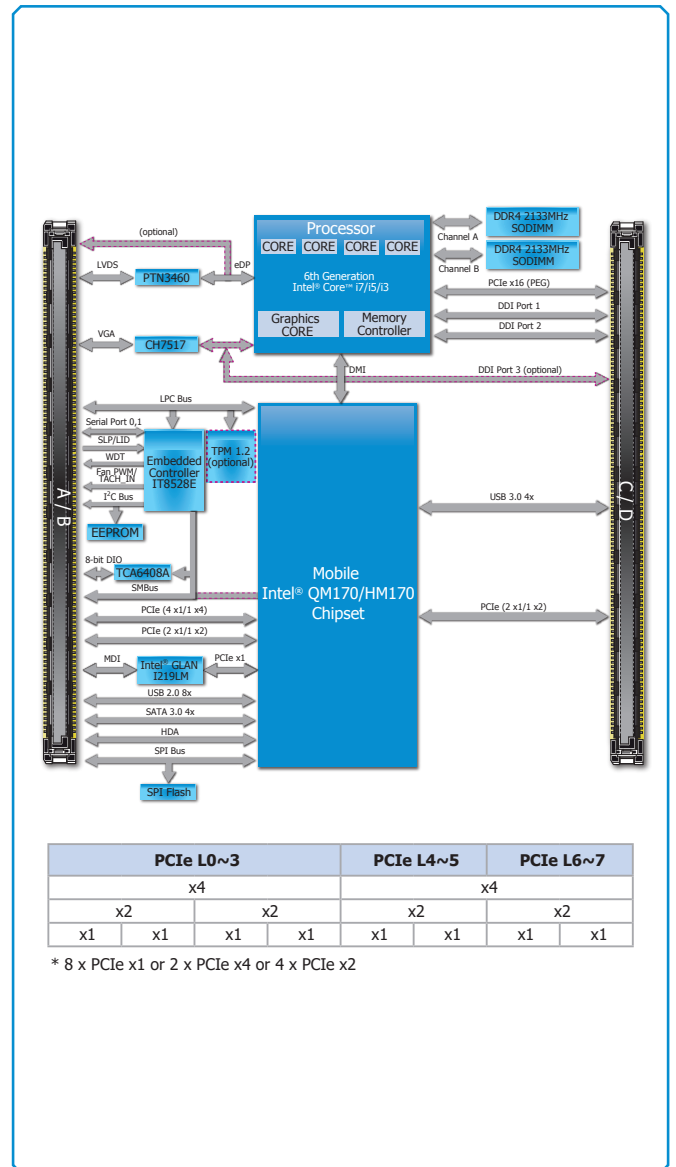 (optional)
LVDS
PTN3460
eDP
VGA
CH7517
Processor
CORE CORE CORE CORE
6th Generation
Intel® Core™ i7/i5/i3
Graphics
CORE
Memory
Controller
Channel A
DDR4 2133MHz
SODIMM
Channel B
DDR4 2133MHz
SODIMM
PCIe x16 (PEG)
DDI Port 1
DDI Port 2
DMI
DDI Port 3 (optional)
LPC Bus
Serial Port 0,1
SLP/LID
WDT
Fan PWM/
TACH_IN
I²C Bus
Embedded
Controller
IT8528E
TPM 1.2
(optional)
EEPROM
8-bit DIO
TCA6408A
SMBus
A / B
C / D
Mobile
Intel® QM170/HM170
Chipset
USB 3.0 4x
PCIe (2 x1/1 x2)
PCIe (4 x1/1 x4)
PCIe (2 x1/1 x2)
MDI
Intel® GLAN
I219LM
PCIe x1
USB 2.0 8x
SATA 3.0 4x
HDA
SPI Bus
SPI Flash
PCIe L0~3 PCIe L4~5 PCIe L6~7
x4 x4
x2 x2 x2 x2
x1 x1 x1 x1 x1 x1 x1 x1
* 8 x PCIe x1 or 2 x PCIe x4 or 4 x PCIe x2